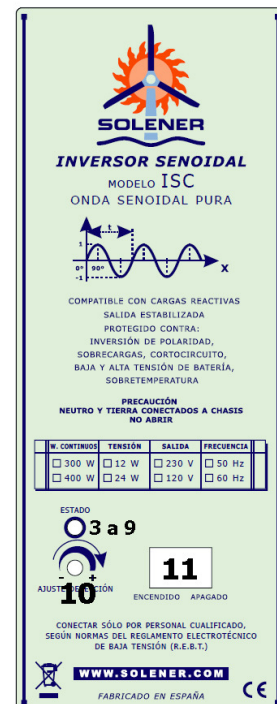 SOLENER
INVERSOR SENOIDAL
MODELO ISC
ONDA SENOIDAL PURA
t
1
0° 90°
-1
X
COMPATIBLE CON CARGAS REACTIVAS
SALIDA ESTABILIZADA
PROTEGIDO CONTRA:
INVERSIÓN DE POLARIDAD,
SOBRECARGAS, CORTOCIRCUITO,
BAJA Y ALTA TENSIÓN DE BATERÍA,
SOBRETEMPERATURA
PRECAUCIÓN
NEUTRO Y TIERRA CONECTADOS A CHASIS
NO ABRIR
W. CONTINUOS TENSIÓN SALIDA FRECUENCIA
300 W 12 W 230 V 50 Hz
400 W 24 W 120 V 60 Hz
ESTADO
3 a 9
- +
10
11
ENCENDIDO APAGADO
CONECTAR SÓLO POR PERSONAL CUALIFICADO,
SEGÚN NORMAS DEL REGLAMENTO ELECTROTÉCNICO
DE BAJA TENSIÓN (R.E.B.T.)
WWW.SOLENER.COM
FABRICADO EN ESPAÑA
CE